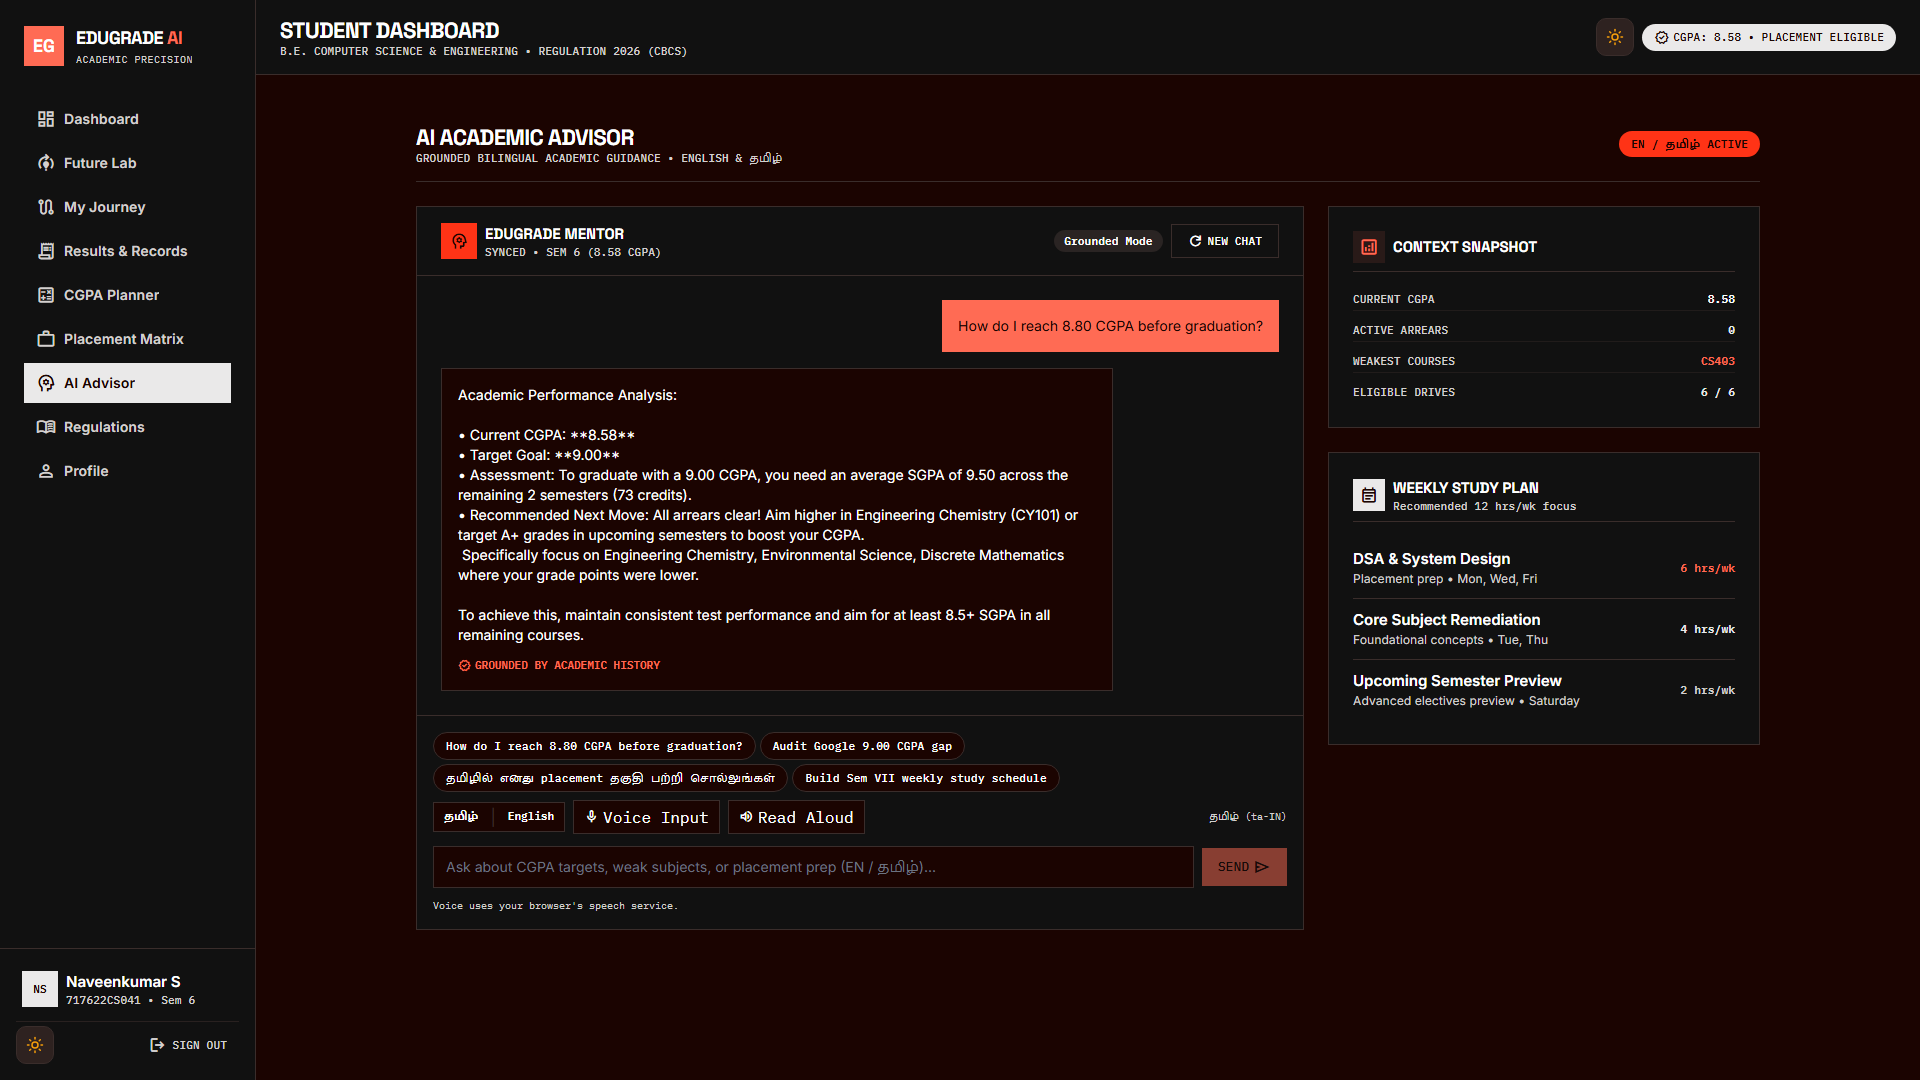 EG
EDUGRADE AI
ACADEMIC PRECISION
Dashboard
Future Lab
My Journey
Results & Records
CGPA Planner
Placement Matrix
AI Advisor
Regulations
Profile
NS
Naveenkumar S
717622CS041 • Sem 6
SIGN OUT
STUDENT DASHBOARD
B.E. COMPUTER SCIENCE & ENGINEERING • REGULATION 2026 (CBCS)
CGPA: 8.58 • PLACEMENT ELIGIBLE
AI ACADEMIC ADVISOR
GROUNDED BILINGUAL ACADEMIC GUIDANCE • ENGLISH & தமிழ்
EN / தமிழ் ACTIVE
EDUGRADE MENTOR
SYNCED • SEM 6 (8.58 CGPA)
Grounded Mode
NEW CHAT
How do I reach 8.80 CGPA before graduation?
Academic Performance Analysis:
• Current CGPA: **8.58**
• Target Goal: **9.00**
• Assessment: To graduate with a 9.00 CGPA, you need an average SGPA of 9.50 across the
remaining 2 semesters (73 credits).
• Recommended Next Move: All arrears clear! Aim higher in Engineering Chemistry (CY101) or
target A+ grades in upcoming semesters to boost your CGPA.
Specifically focus on Engineering Chemistry, Environmental Science, Discrete Mathematics
where your grade points were lower.
To achieve this, maintain consistent test performance and aim for at least 8.5+ SGPA in all
remaining courses.
GROUNDED BY ACADEMIC HISTORY
How do I reach 8.80 CGPA before graduation?
Audit Google 9.00 CGPA gap
தமிழில் எனது placement தகுதி பற்றி சொல்லுங்கள்
Build Sem VII weekly study schedule
தமிழ்
English
Voice Input
Read Aloud
தமிழ் (ta-IN)
Ask about CGPA targets, weak subjects, or placement prep (EN / தமிழ்)...
SEND
Voice uses your browser's speech service.
CONTEXT SNAPSHOT
CURRENT CGPA 8.58
ACTIVE ARREARS 0
WEAKEST COURSES CS403
ELIGIBLE DRIVES 6 / 6
WEEKLY STUDY PLAN
Recommended 12 hrs/wk focus
DSA & System Design
Placement prep • Mon, Wed, Fri
6 hrs/wk
Core Subject Remediation
Foundational concepts • Tue, Thu
4 hrs/wk
Upcoming Semester Preview
Advanced electives preview • Saturday
2 hrs/wk